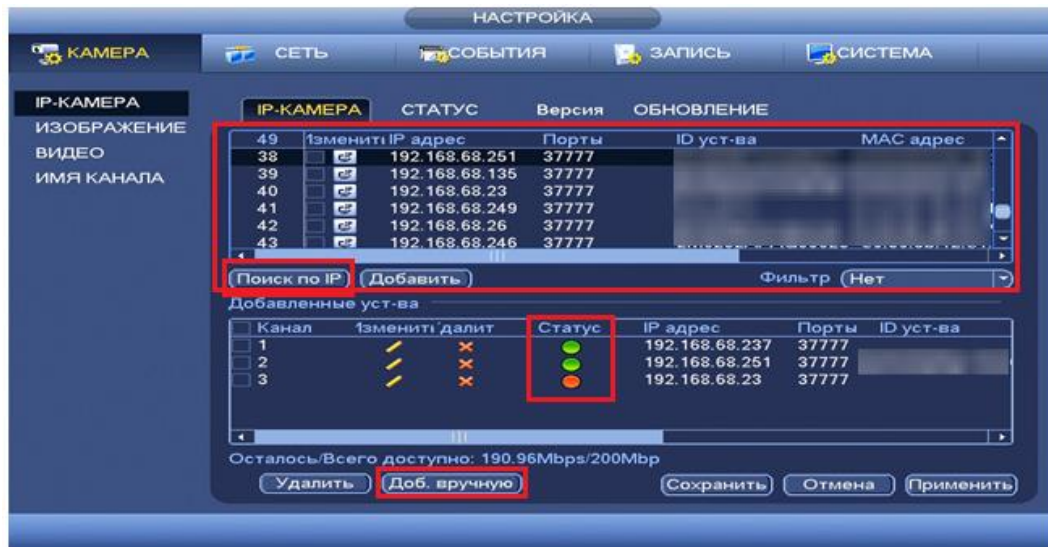 НАСТРОЙКА
КАМЕРА СЕТЬ СОБЫТИЯ ЗАПИСЬ СИСТЕМА
IP-КАМЕРА
ИЗОБРАЖЕНИЕ
ВИДЕО
ИМЯ КАНАЛА
IP-КАМЕРА СТАТУС Версия ОБНОВЛЕНИЕ
49 Изменить IP адрес Порты ID уст-ва MAC адрес
38 192.168.68.251 37777
39 192.168.68.135 37777
40 192.168.68.23 37777
41 192.168.68.249 37777
42 192.168.68.26 37777
43 192.168.68.246 37777
Поиск по IP Добавить Фильтр Нет
Добавленные уст-ва
Канал Изменить далит Статус IP адрес Порты ID уст-ва
1 192.168.68.237 37777
2 192.168.68.251 37777
3 192.168.68.23 37777
Осталось/Всего доступно: 190.96Mbps/200Mbp
Удалить Доб. вручную Сохранить Отмена Применить